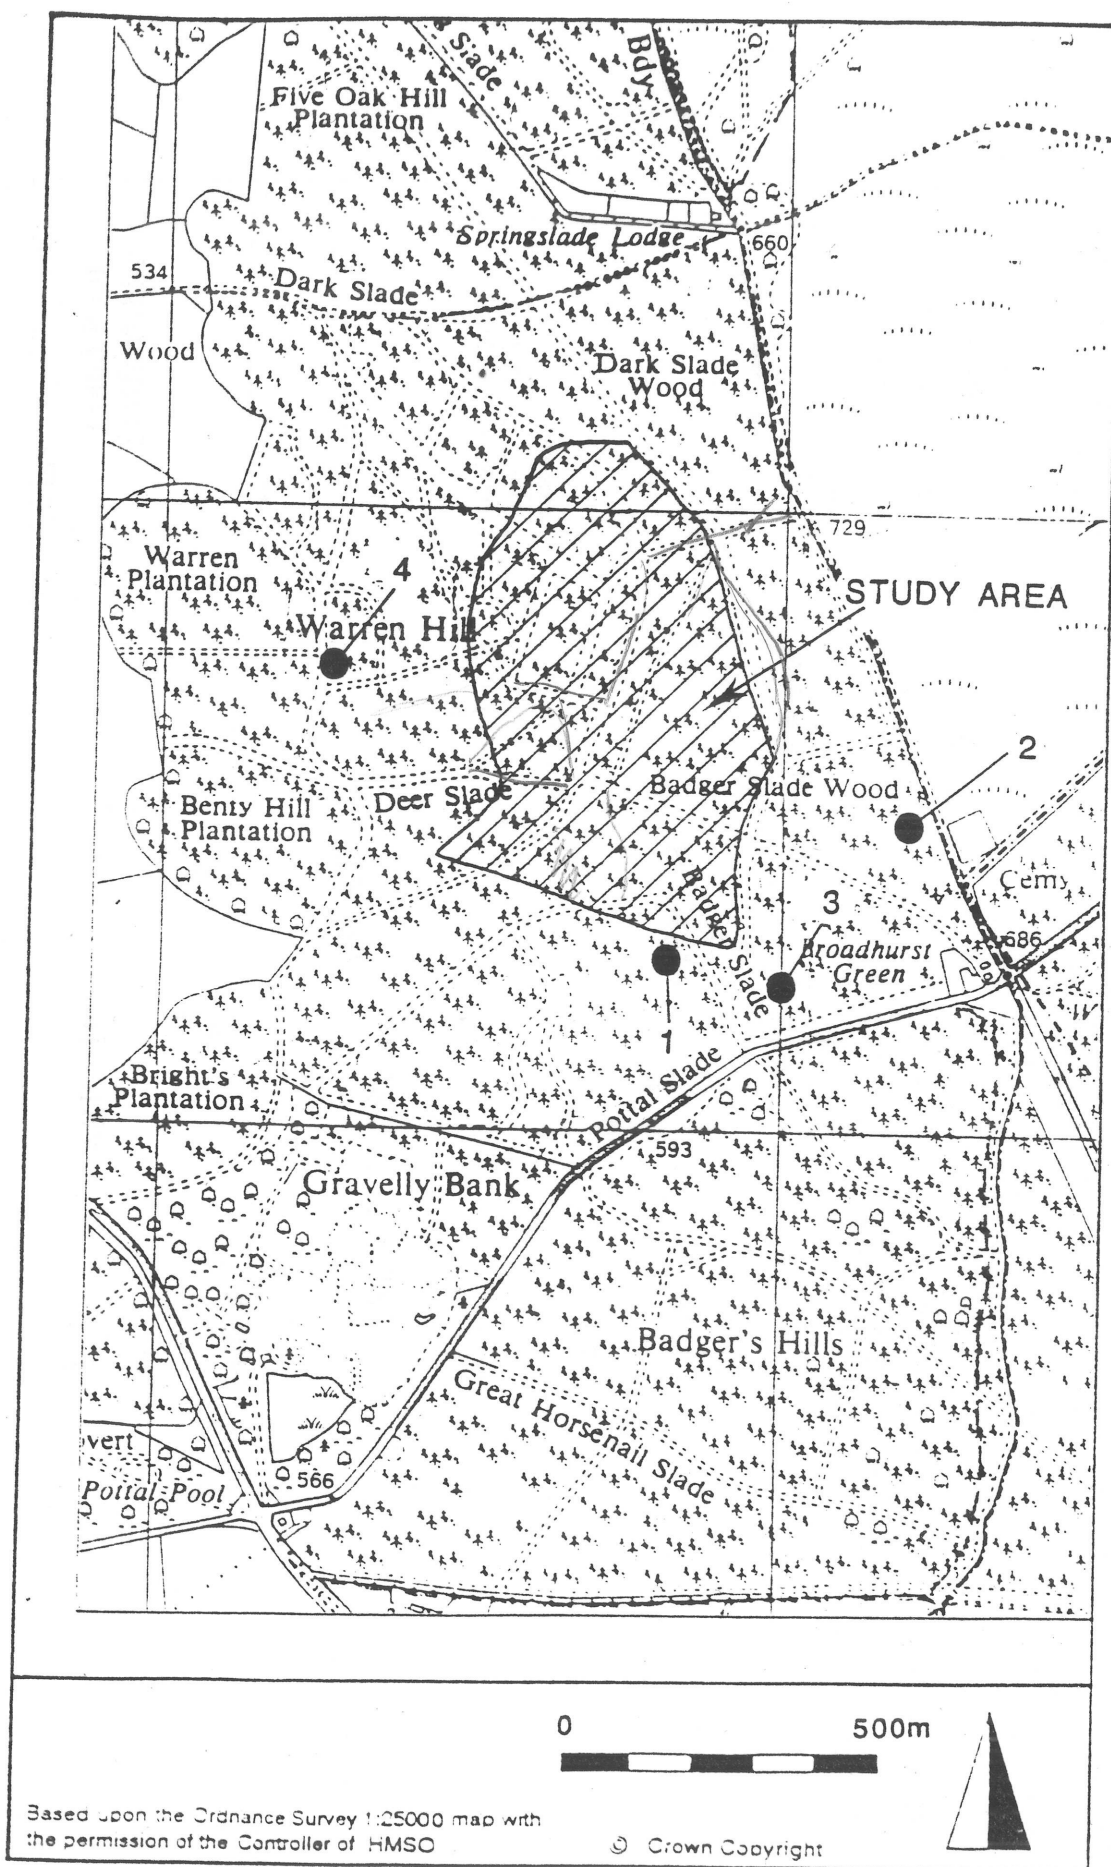 Slade
Bdy
Five Oak Hill
Plantation
Springslade Lodge
660
534
Dark Slade
Wood
Dark Slade
Wood
729
Warren
Plantation
4
STUDY AREA
Warren Hill
2
Benty Hill
Plantation
Deer Slade
Badger Slade Wood
Cemy
3
686
Broadhurst
Green
Badger Slade
1
Bright's
Plantation
Pottal Slade
593
Gravelly Bank
Badger's Hills
Great Horsenail Slade
vert
566
Pottal Pool
0 500m
Based upon the Ordnance Survey 1:25000 map with
the permission of the Controller of HMSO
© Crown Copyright